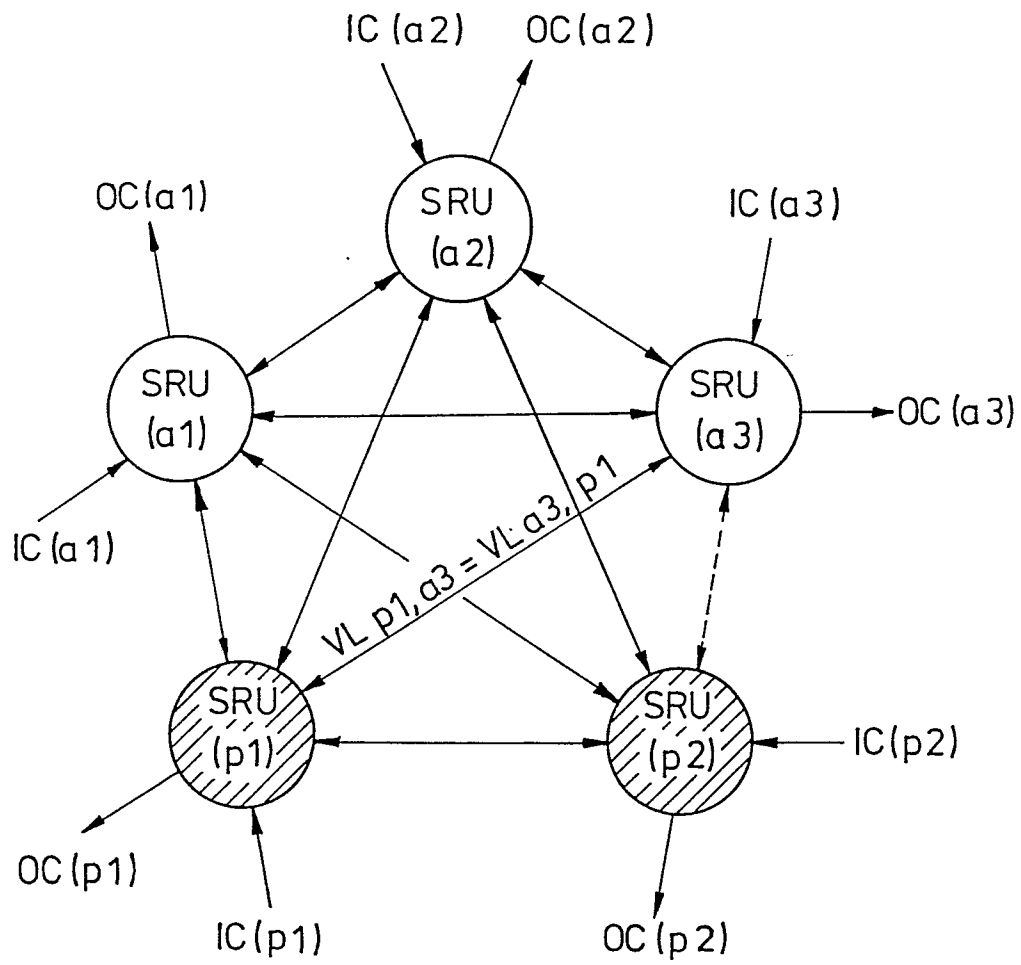 IC(a2)
OC(a2)
OC(a1)
SRU
(a2)
IC(a3)
SRU
(a1)
SRU
(a3)
OC(a3)
IC(a1)
VL p1,a3 = VL a3, p1
SRU
(p1)
SRU
(p2)
IC(p2)
OC(p1)
IC(p1)
OC(p2)